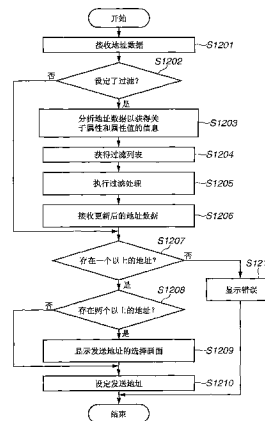 开始
接收地址数据
S1201
设定了过滤?
S1202
否
是
分析地址数据以获得关
于属性和属性值的信息
S1203
获得过滤列表
S1204
执行过滤处理
S1205
接收更新后的地址数据
S1206
存在一个以上的地址?
S1207
否
是
显示错误
存在两个以上的地址?
S1208
否
是
显示发送地址的选择画面
S1209
设定发送地址
S1210
结束